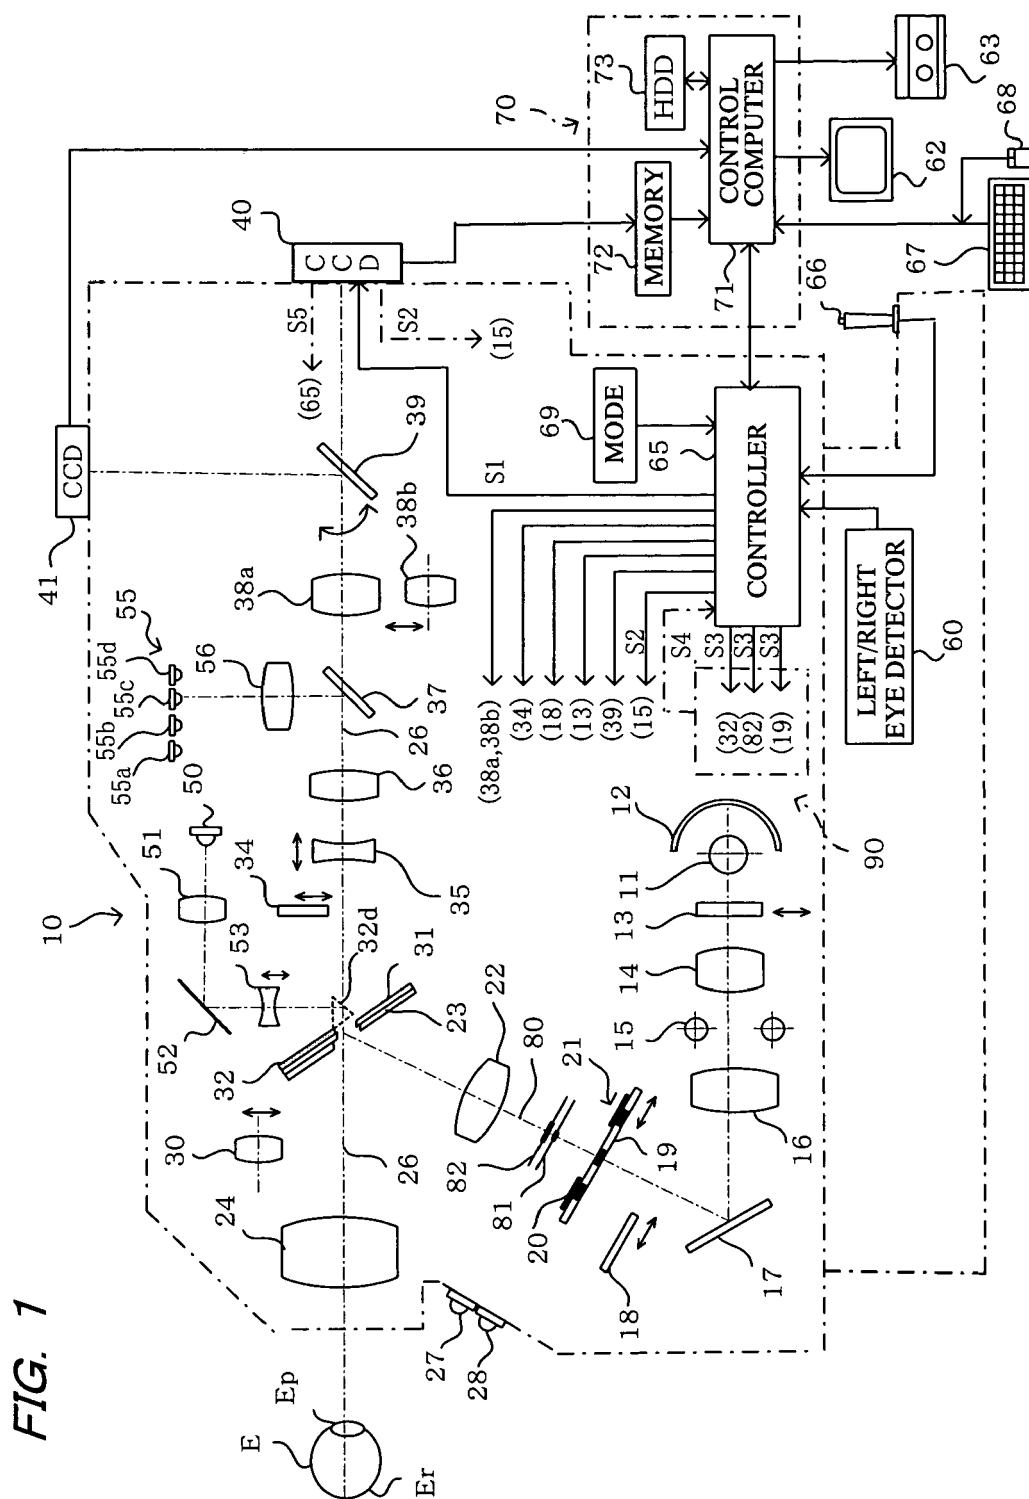 FIG. 1
10
41
CCD
40
CCD
S5
(65)
S2
(15)
39
38a
38b
55
55d
55c
55b
55a
56
37
26
36
35
50
51
34
53
52
32d
31
23
32
30
24
26
22
80
21
82
81
20
19
18
17
16
15
14
13
11
12
90
27
28
E
Ep
Er
S1
(38a,38b)
(34)
(18)
(13)
(39)
(15)
S2
S4
S3
S3
S3
(32)
(82)
(19)
69
MODE
65
CONTROLLER
LEFT/RIGHT
EYE DETECTOR
60
66
70
73
HDD
72
MEMORY
71
CONTROL
COMPUTER
62
63
67
68